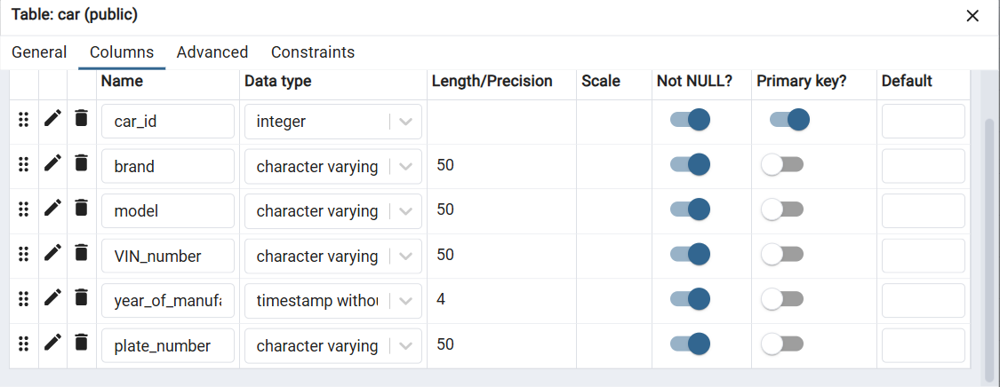 Table: car (public)
General Columns Advanced Constraints
Name Data type Length/Precision Scale Not NULL? Primary key? Default
car_id integer
brand character varying 50
model character varying 50
VIN_number character varying 50
year_of_manufa timestamp withou 4
plate_number character varying 50